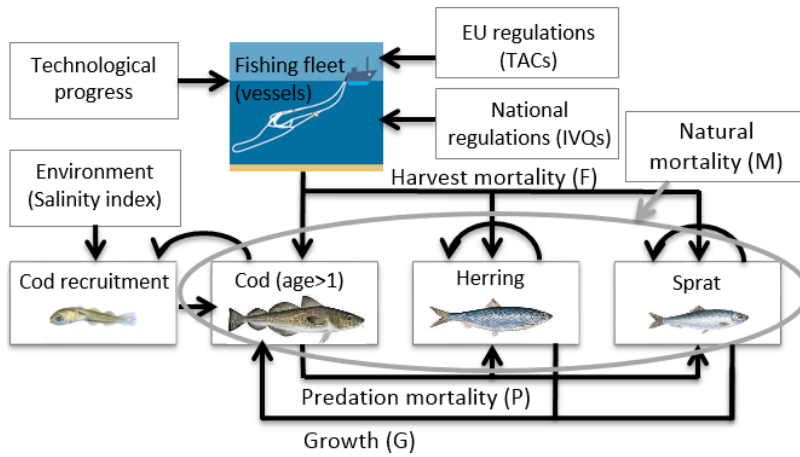 Technological
progress
Fishing fleet
(vessels)
EU regulations
(TACs)
National
regulations (IVQs)
Natural
mortality (M)
Environment
(Salinity index)
Harvest mortality (F)
Cod recruitment
Cod (age>1)
Herring
Sprat
Predation mortality (P)
Growth (G)